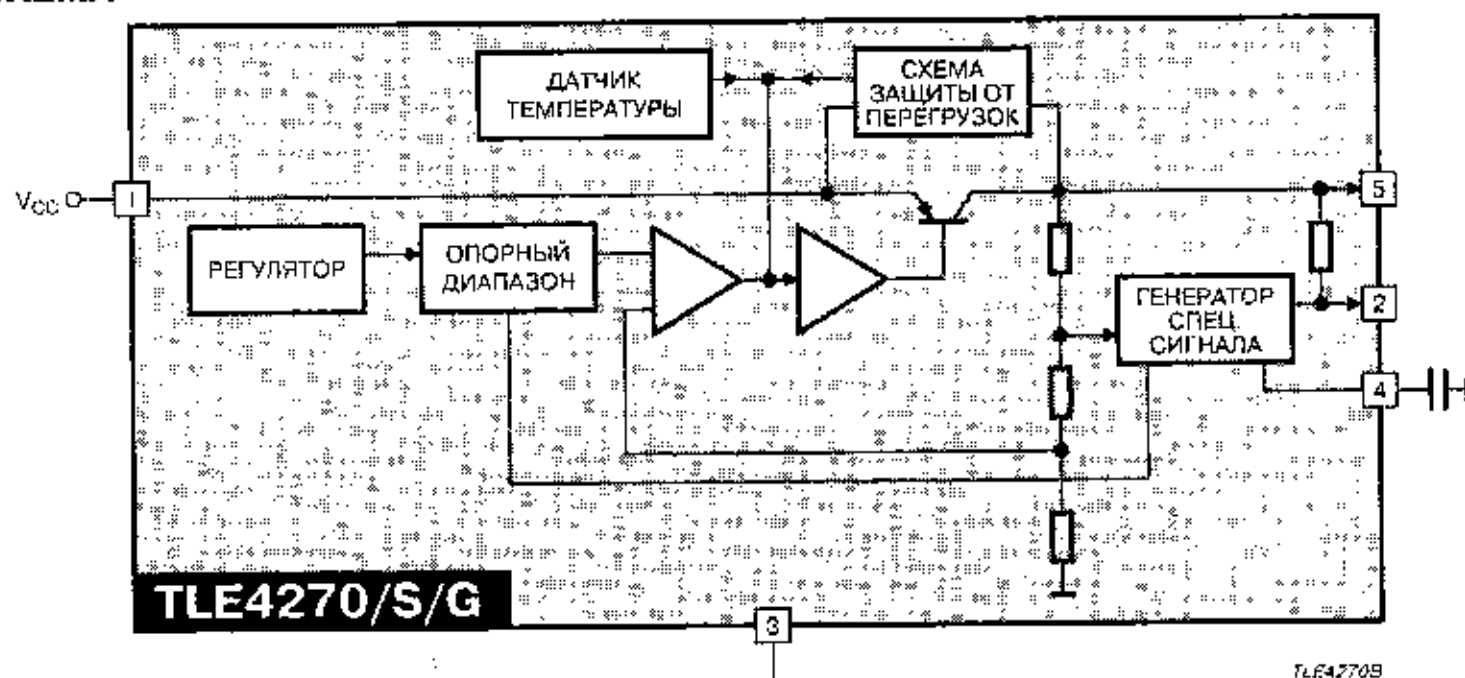 ДАТЧИК
ТЕМПЕРАТУРЫ
СХЕМА
ЗАЩИТЫ ОТ
ПЕРЕГРУЗОК
VCC
1
5
РЕГУЛЯТОР
ОПОРНЫЙ
ДИАПАЗОН
ГЕНЕРАТОР
СПЕЦ
СИГНАЛА
2
4
TLE4270/S/G
3
TLE4270B